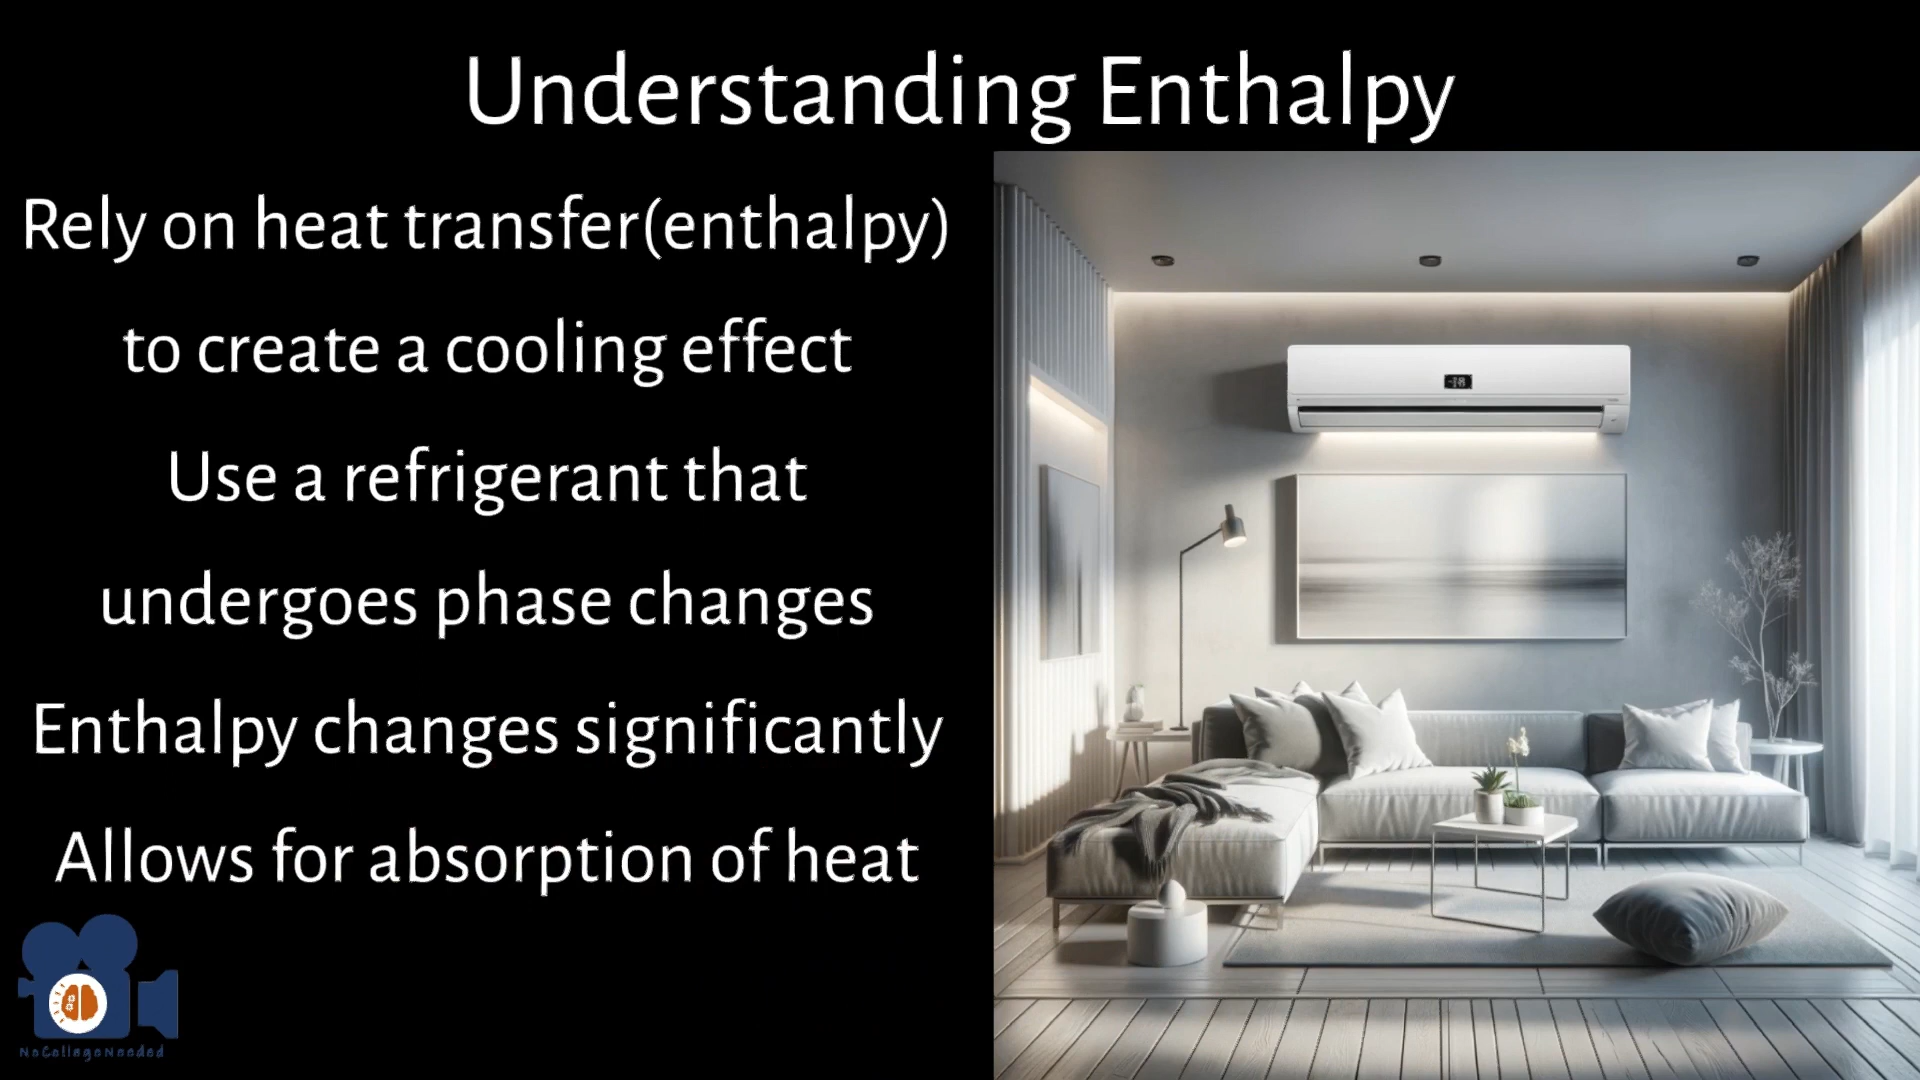 Understanding Enthalpy
Rely on heat transfer(enthalpy)
to create a cooling effect
Use a refrigerant that
undergoes phase changes
Enthalpy changes significantly
Allows for absorption of heat
NoCollegeNeeded